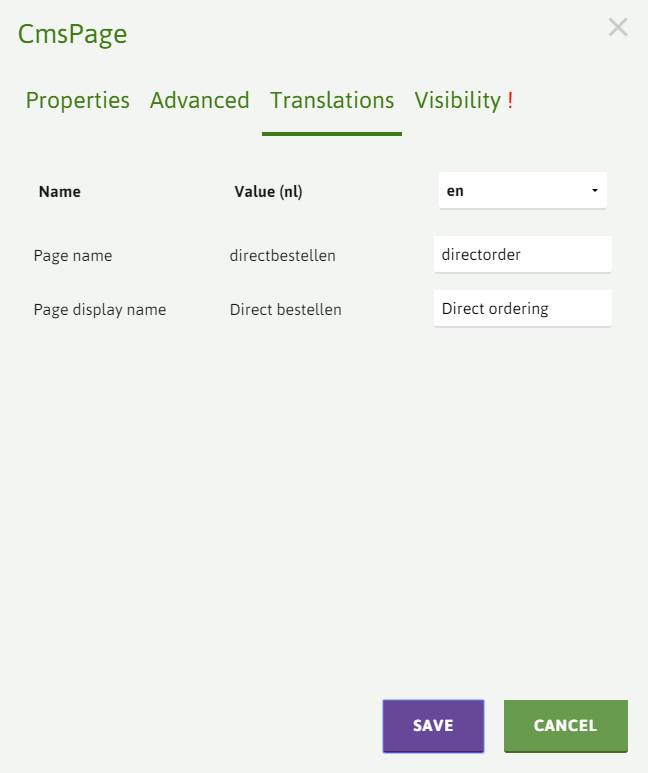 CmsPage
Properties Advanced Translations Visibility !
Name Value (nl) en
Page name directbestellen directorder
Page display name Direct bestellen Direct ordering
SAVE CANCEL